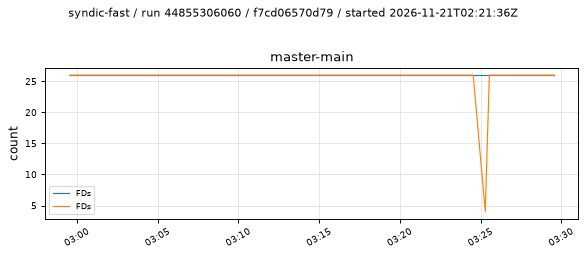 syndic-fast / run 44855306060 / f7cd06570d79 / started 2026-11-21T02:21:36Z
master-main
count
25
20
15
10
5
FDs
FDs
03:00
03:05
03:10
03:15
03:20
03:25
03:30